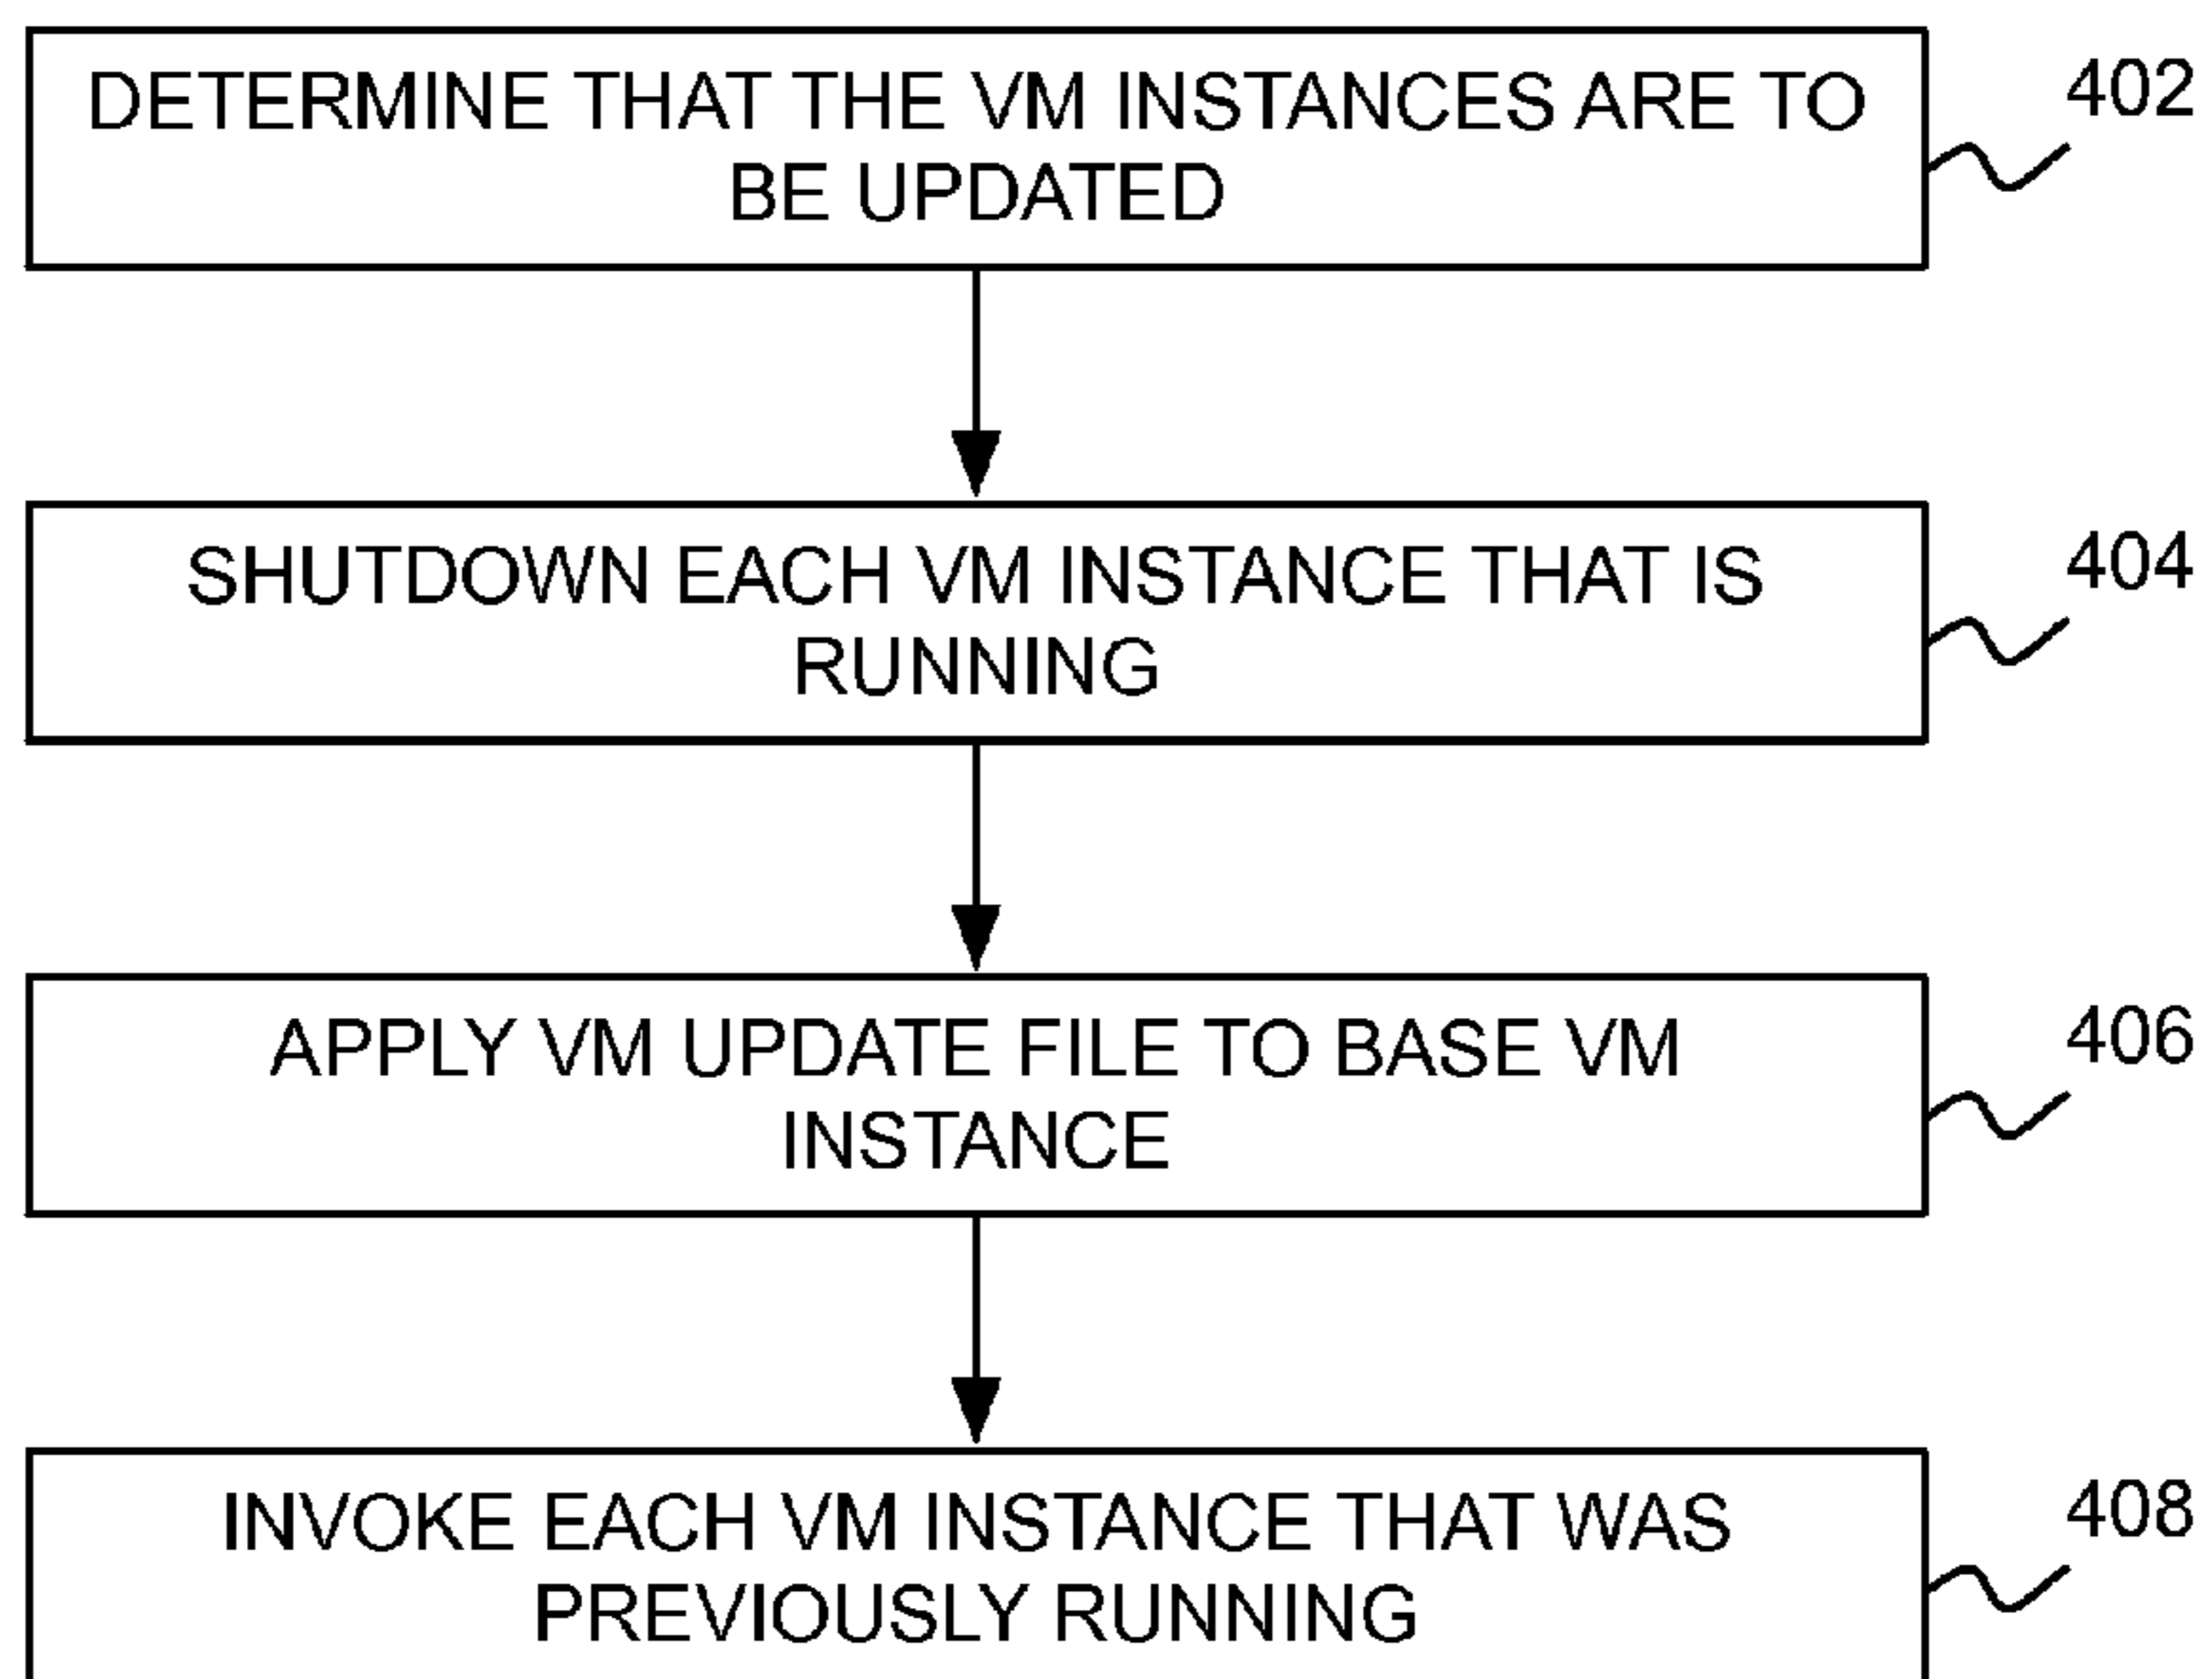 DETERMINE THAT THE VM INSTANCES ARE TO
BE UPDATED
402
SHUTDOWN EACH VM INSTANCE THAT IS
RUNNING
404
APPLY VM UPDATE FILE TO BASE VM
INSTANCE
406
INVOKE EACH VM INSTANCE THAT WAS
PREVIOUSLY RUNNING
408